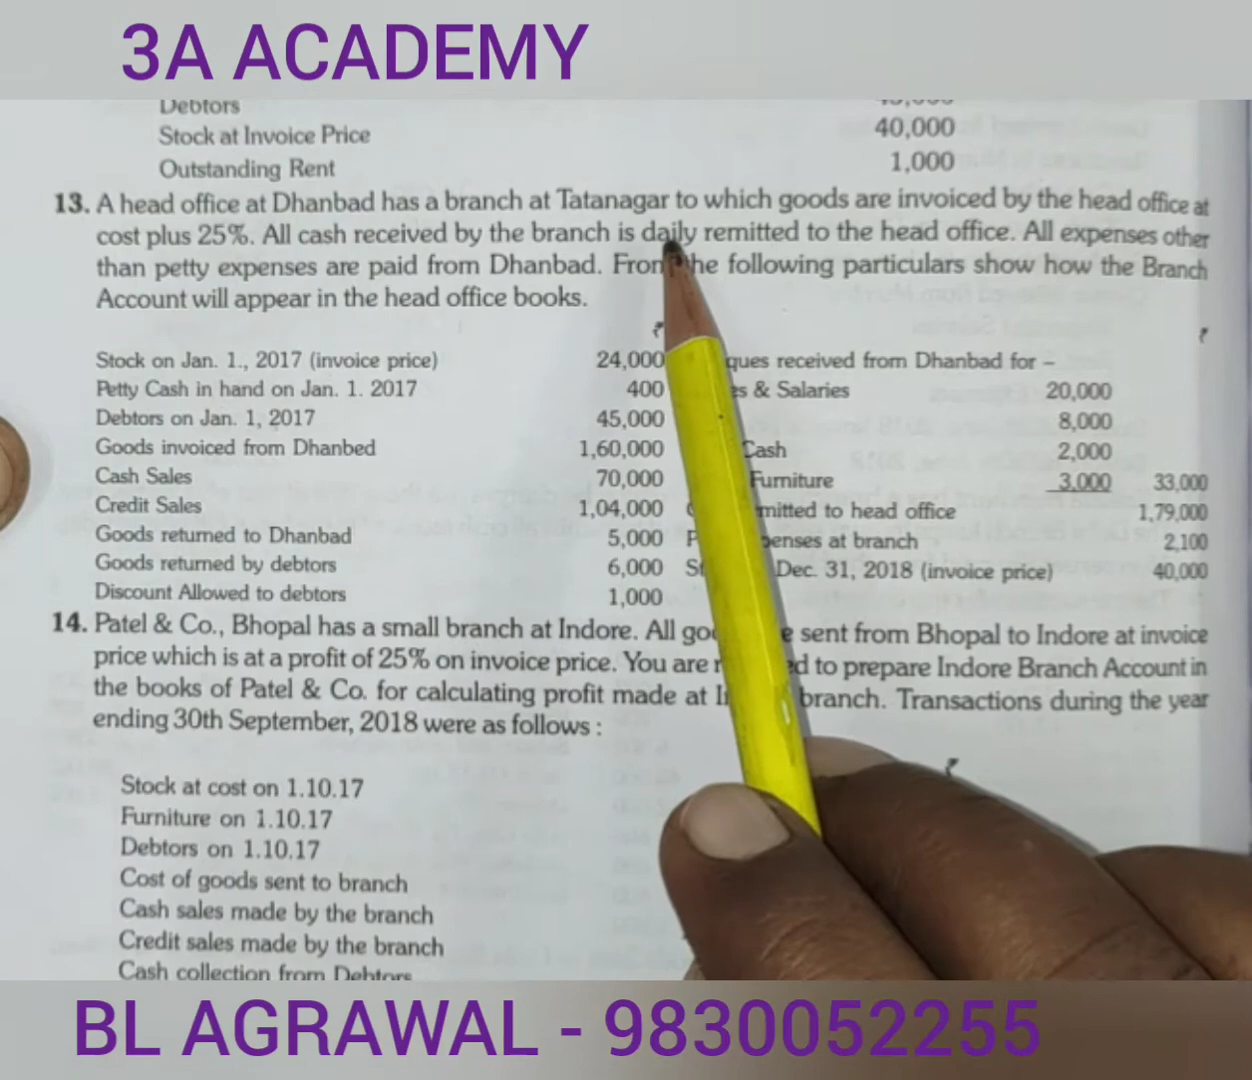 3A ACADEMY
Debtors
Stock at Invoice Price 40,000
Outstanding Rent 1,000
13. A head office at Dhanbad has a branch at Tatanagar to which goods are invoiced by the head office at
cost plus 25%. All cash received by the branch is daily remitted to the head office. All expenses other
than petty expenses are paid from Dhanbad. From the following particulars show how the Branch
Account will appear in the head office books.
₹ ₹
Stock on Jan. 1., 2017 (invoice price) 24,000 ques received from Dhanbad for –
Petty Cash in hand on Jan. 1. 2017 400 es & Salaries 20,000
Debtors on Jan. 1, 2017 45,000 8,000
Goods invoiced from Dhanbed 1,60,000 Cash 2,000
Cash Sales 70,000 Furniture 3,000 33,000
Credit Sales 1,04,000 mitted to head office 1,79,000
Goods returned to Dhanbad 5,000 P penses at branch 2,100
Goods returned by debtors 6,000 St Dec. 31, 2018 (invoice price) 40,000
Discount Allowed to debtors 1,000
14. Patel & Co., Bhopal has a small branch at Indore. All go e sent from Bhopal to Indore at invoice
price which is at a profit of 25% on invoice price. You are r ed to prepare Indore Branch Account in
the books of Patel & Co. for calculating profit made at I branch. Transactions during the year
ending 30th September, 2018 were as follows :
₹
Stock at cost on 1.10.17
Furniture on 1.10.17
Debtors on 1.10.17
Cost of goods sent to branch
Cash sales made by the branch
Credit sales made by the branch
Cash collection from Debtors
BL AGRAWAL - 9830052255